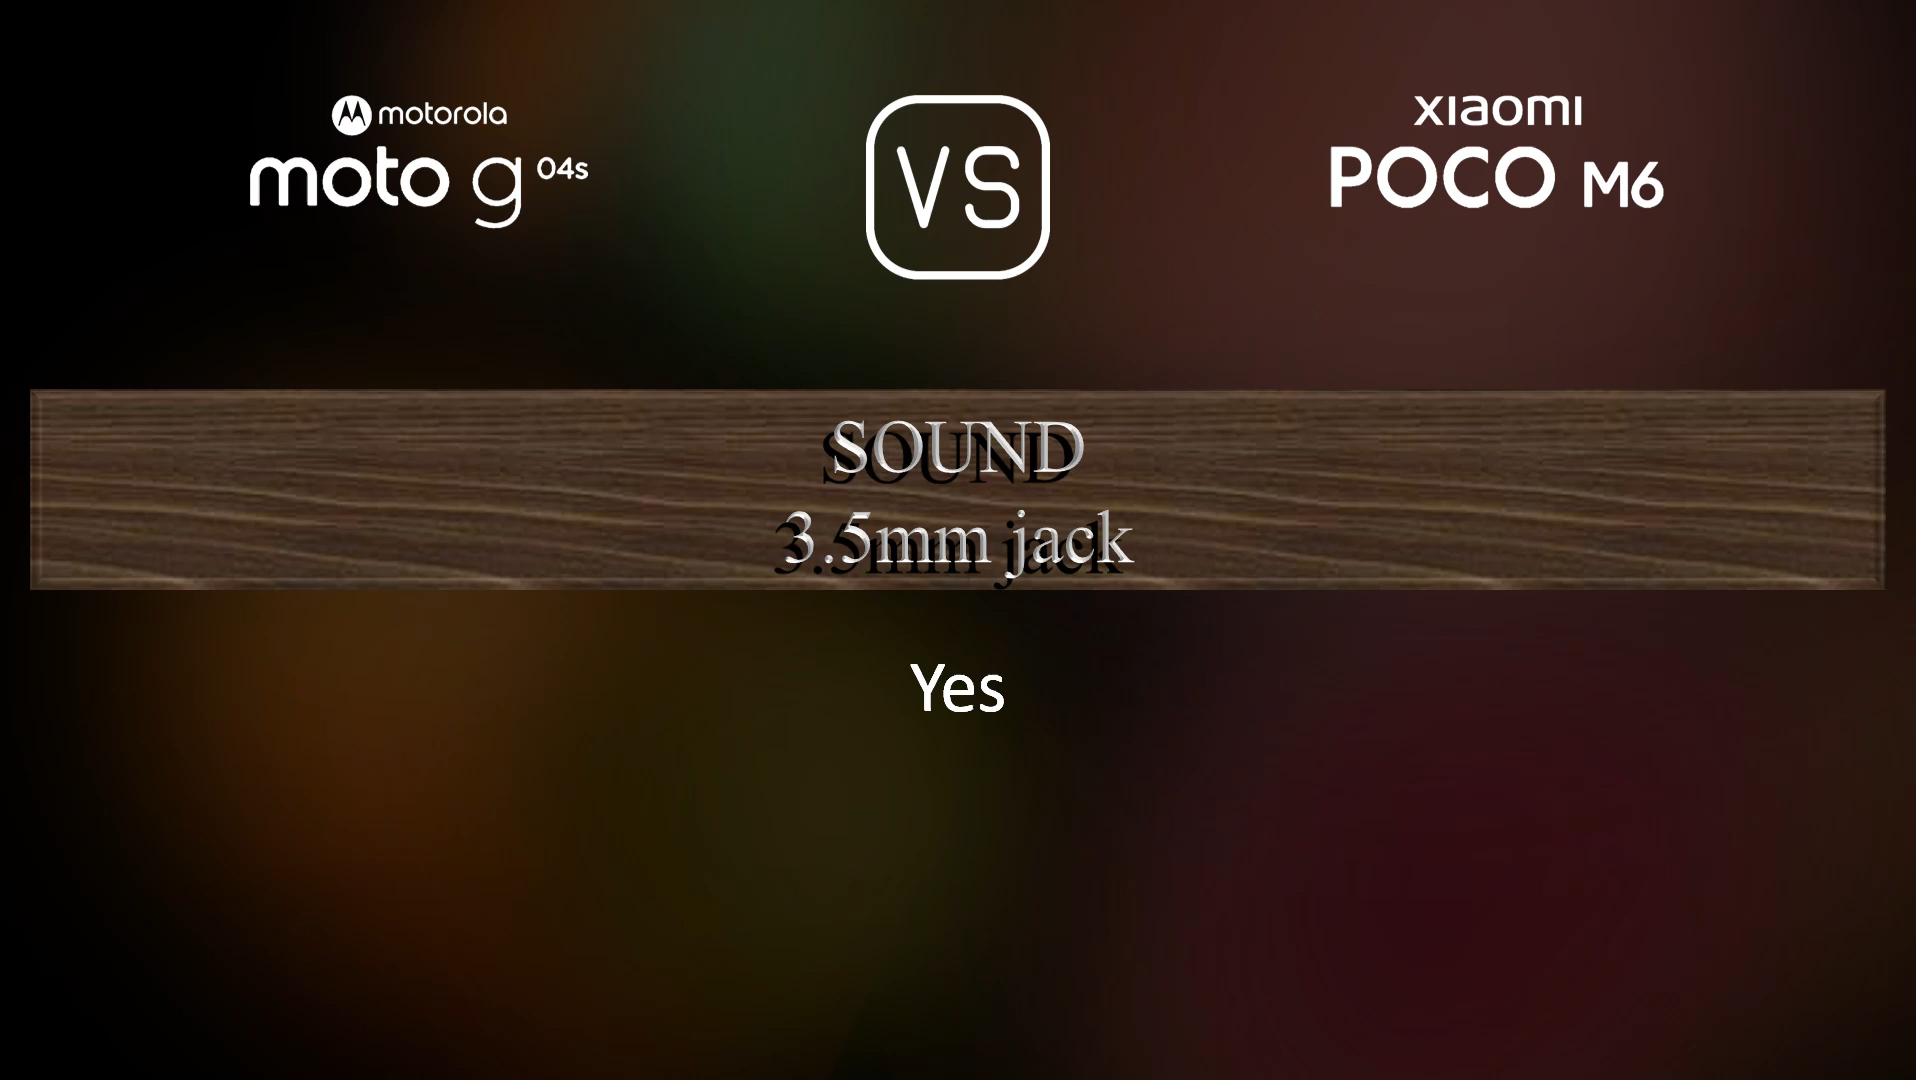 motorola
moto g 04s
VS
xiaomi
POCO M6
SOUND
3.5mm jack
Yes